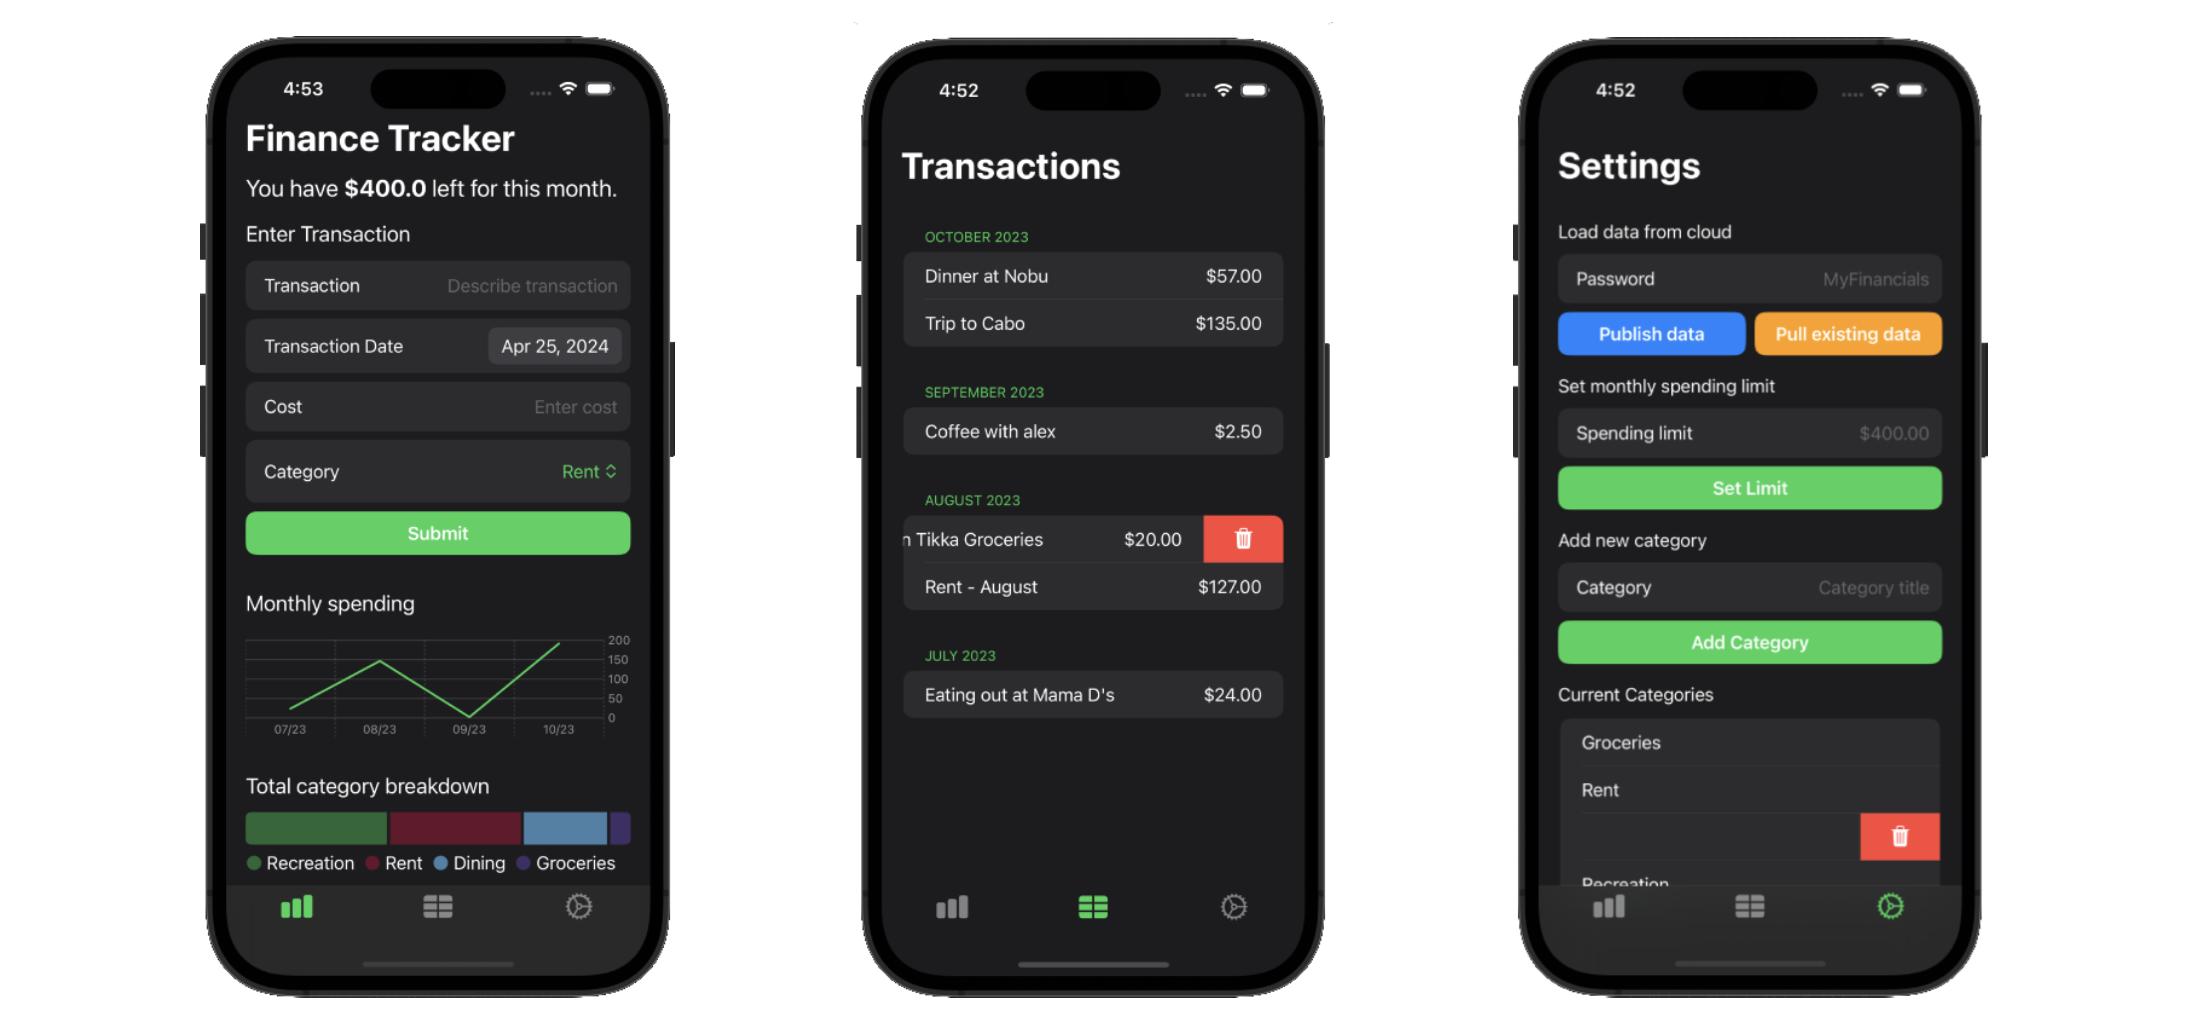 4:53
Finance Tracker
You have $400.0 left for this month.
Enter Transaction
Transaction Describe transaction
Transaction Date Apr 25, 2024
Cost Enter cost
Category Rent
Submit
Monthly spending
200
150
100
50
0
07/23 08/23 09/23 10/23
Total category breakdown
Recreation Rent Dining Groceries
4:52
Transactions
OCTOBER 2023
Dinner at Nobu $57.00
Trip to Cabo $135.00
SEPTEMBER 2023
Coffee with alex $2.50
AUGUST 2023
n Tikka Groceries $20.00
Rent - August $127.00
JULY 2023
Eating out at Mama D's $24.00
4:52
Settings
Load data from cloud
Password MyFinancials
Publish data Pull existing data
Set monthly spending limit
Spending limit $400.00
Set Limit
Add new category
Category Category title
Add Category
Current Categories
Groceries
Rent
Recreation